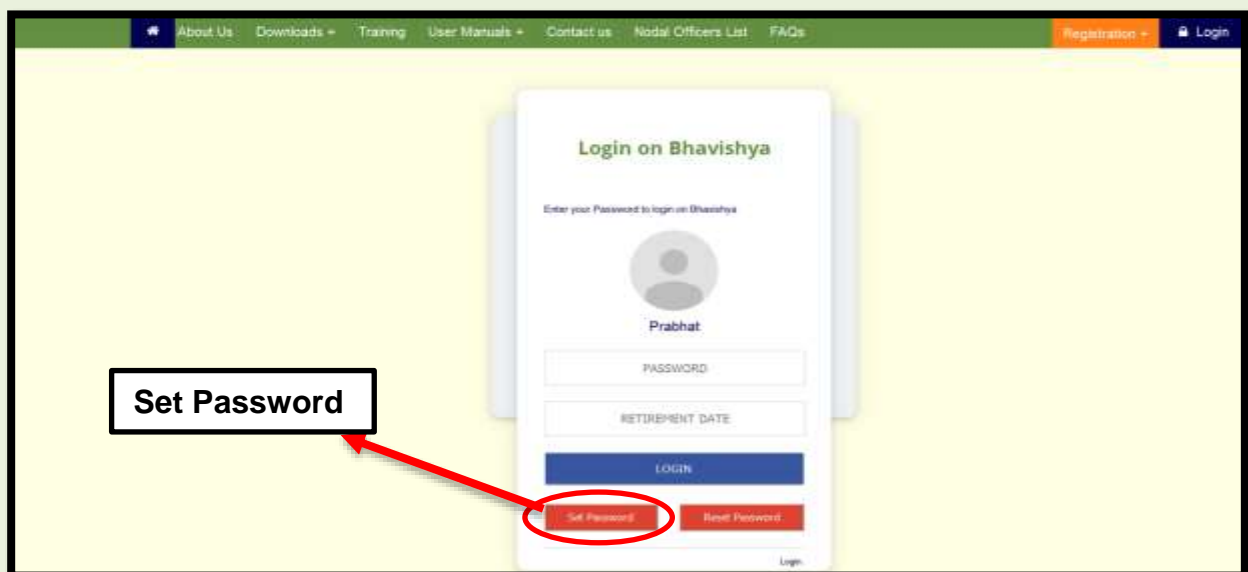 About Us Downloads + Training User Manuals + Contact us Nodal Officers List FAQs Registration + Login
Login on Bhavishya
Enter your Password to login on Bhavishya
Prabhat
PASSWORD
Set Password
RETIREMENT DATE
LOGIN
Set Password Reset Password
Login